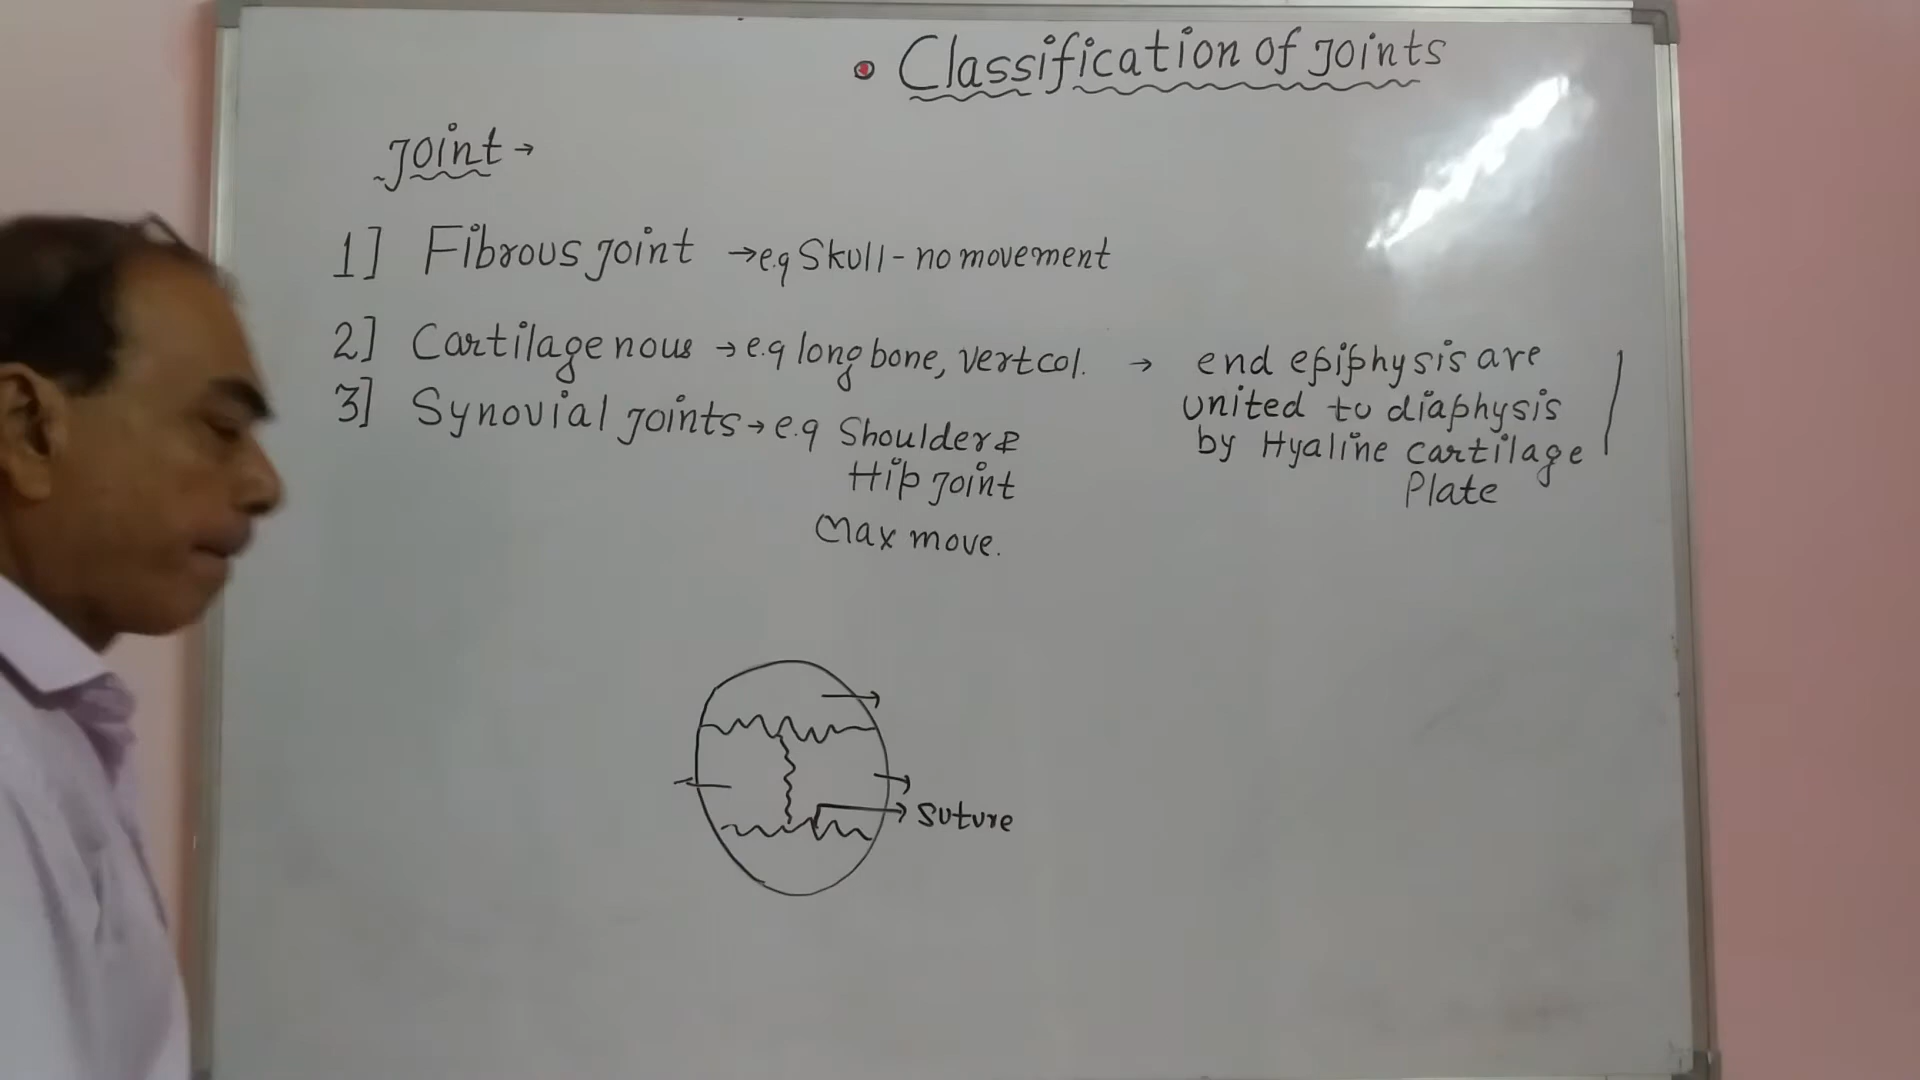 • Classification of Joints
Joint →
1] Fibrous joint → e.g Skull - no movement
2] Cartilagenous → e.g long bone, vert col. → end epiphysis are
united to diaphysis
by Hyaline cartilage
Plate
3] Synovial joints → e.g Shoulder &
Hip joint
Max move.
→ Suture